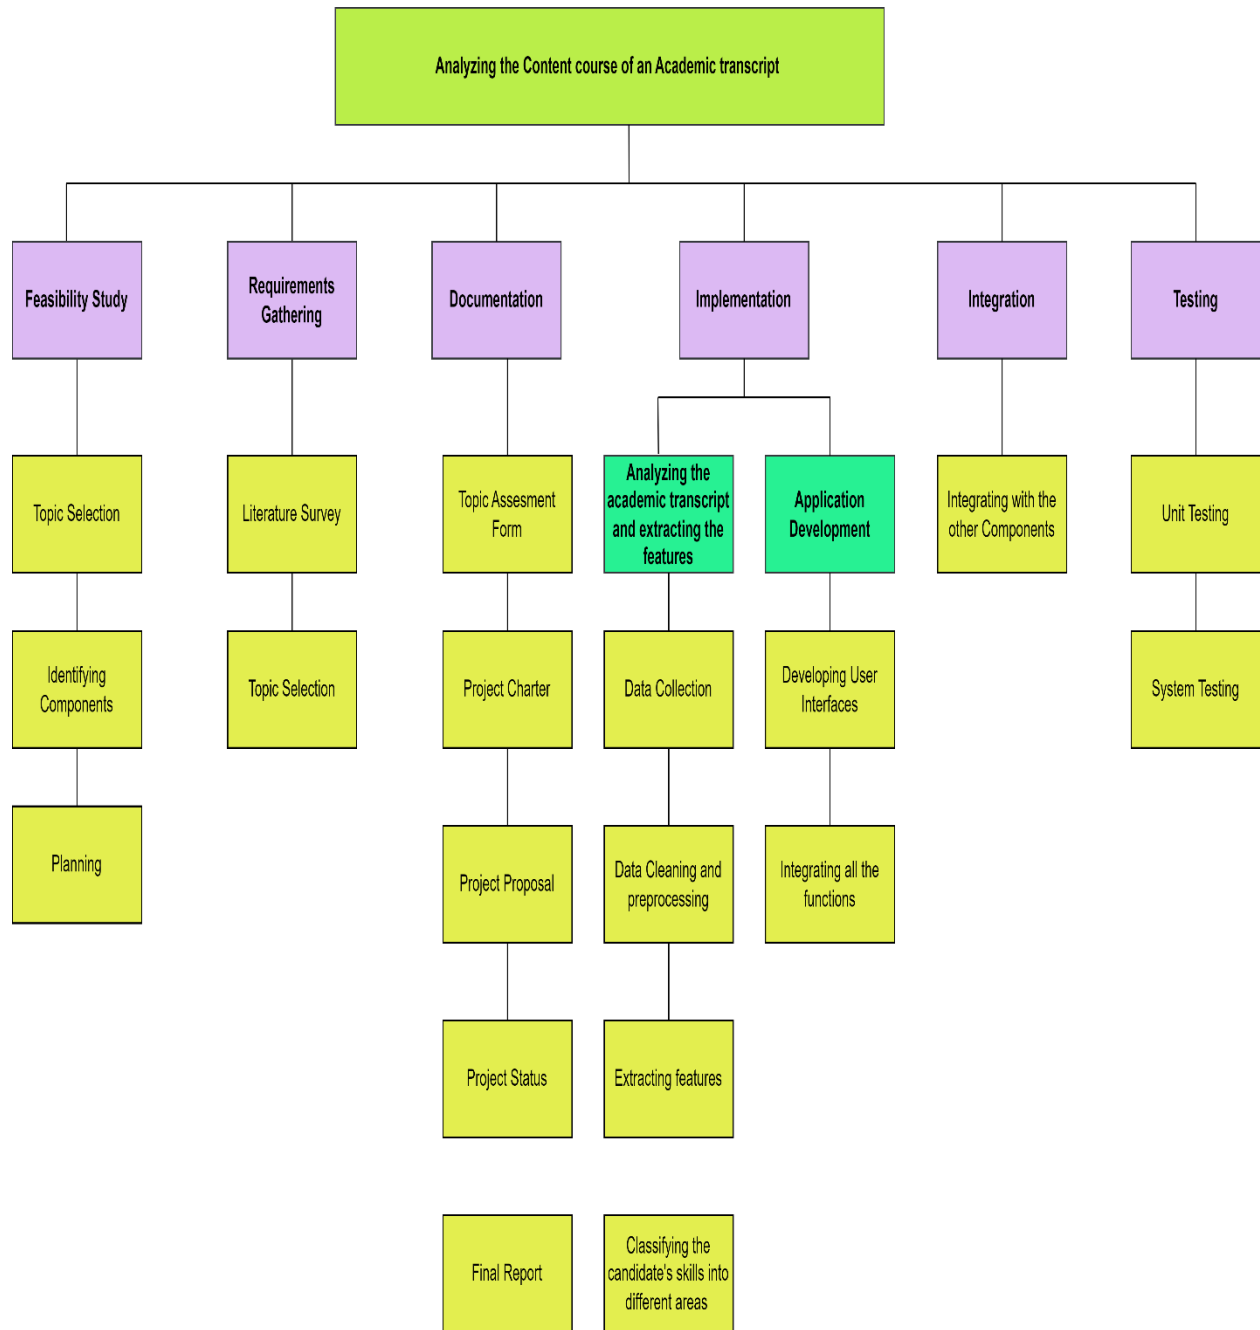 Analyzing the Content course of an Academic transcript
Feasibility Study
Requirements
Gathering
Documentation
Implementation
Integration
Testing
Topic Selection
Identifying
Components
Planning
Literature Survey
Topic Selection
Topic Assesment
Form
Project Charter
Project Proposal
Project Status
Final Report
Analyzing the
academic transcript
and extracting the
features
Data Collection
Data Cleaning and
preprocessing
Extracting features
Classifying the
candidate's skills into
different areas
Application
Development
Developing User
Interfaces
Integrating all the
functions
Integrating with the
other Components
Unit Testing
System Testing